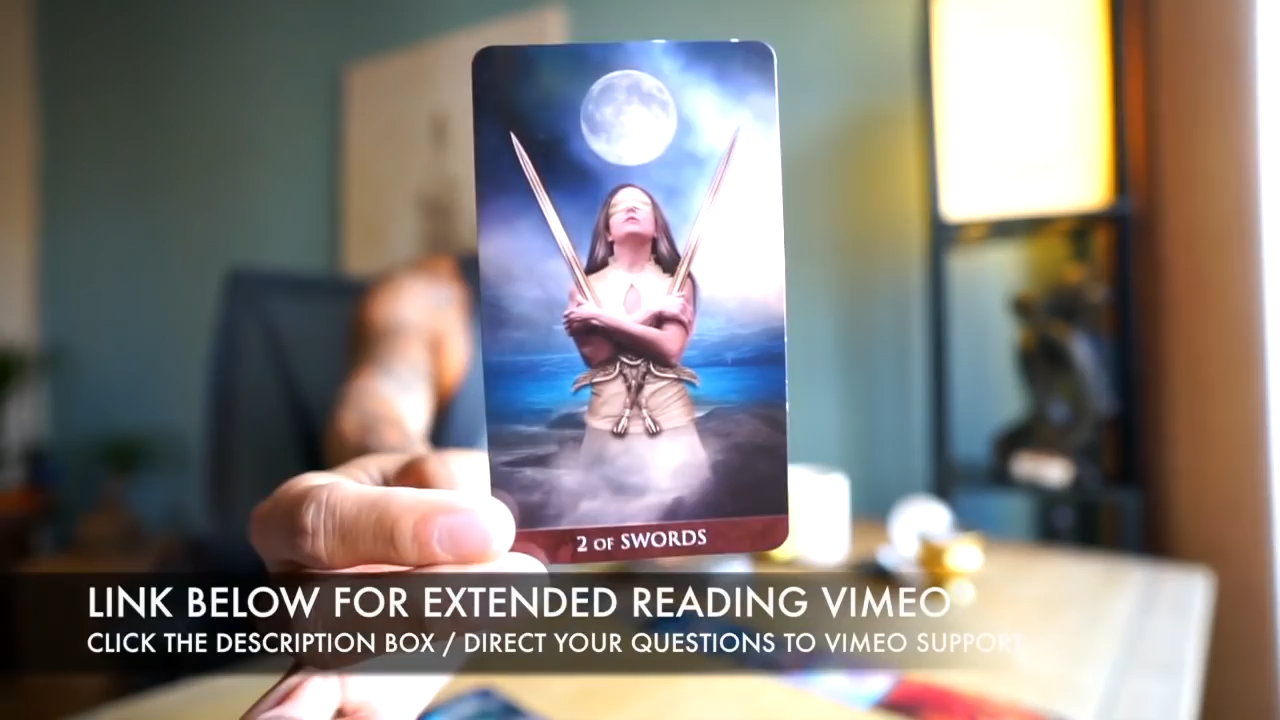 2 OF SWORDS
LINK BELOW FOR EXTENDED READING VIMEO
CLICK THE DESCRIPTION BOX / DIRECT YOUR QUESTIONS TO VIMEO SUPPORT